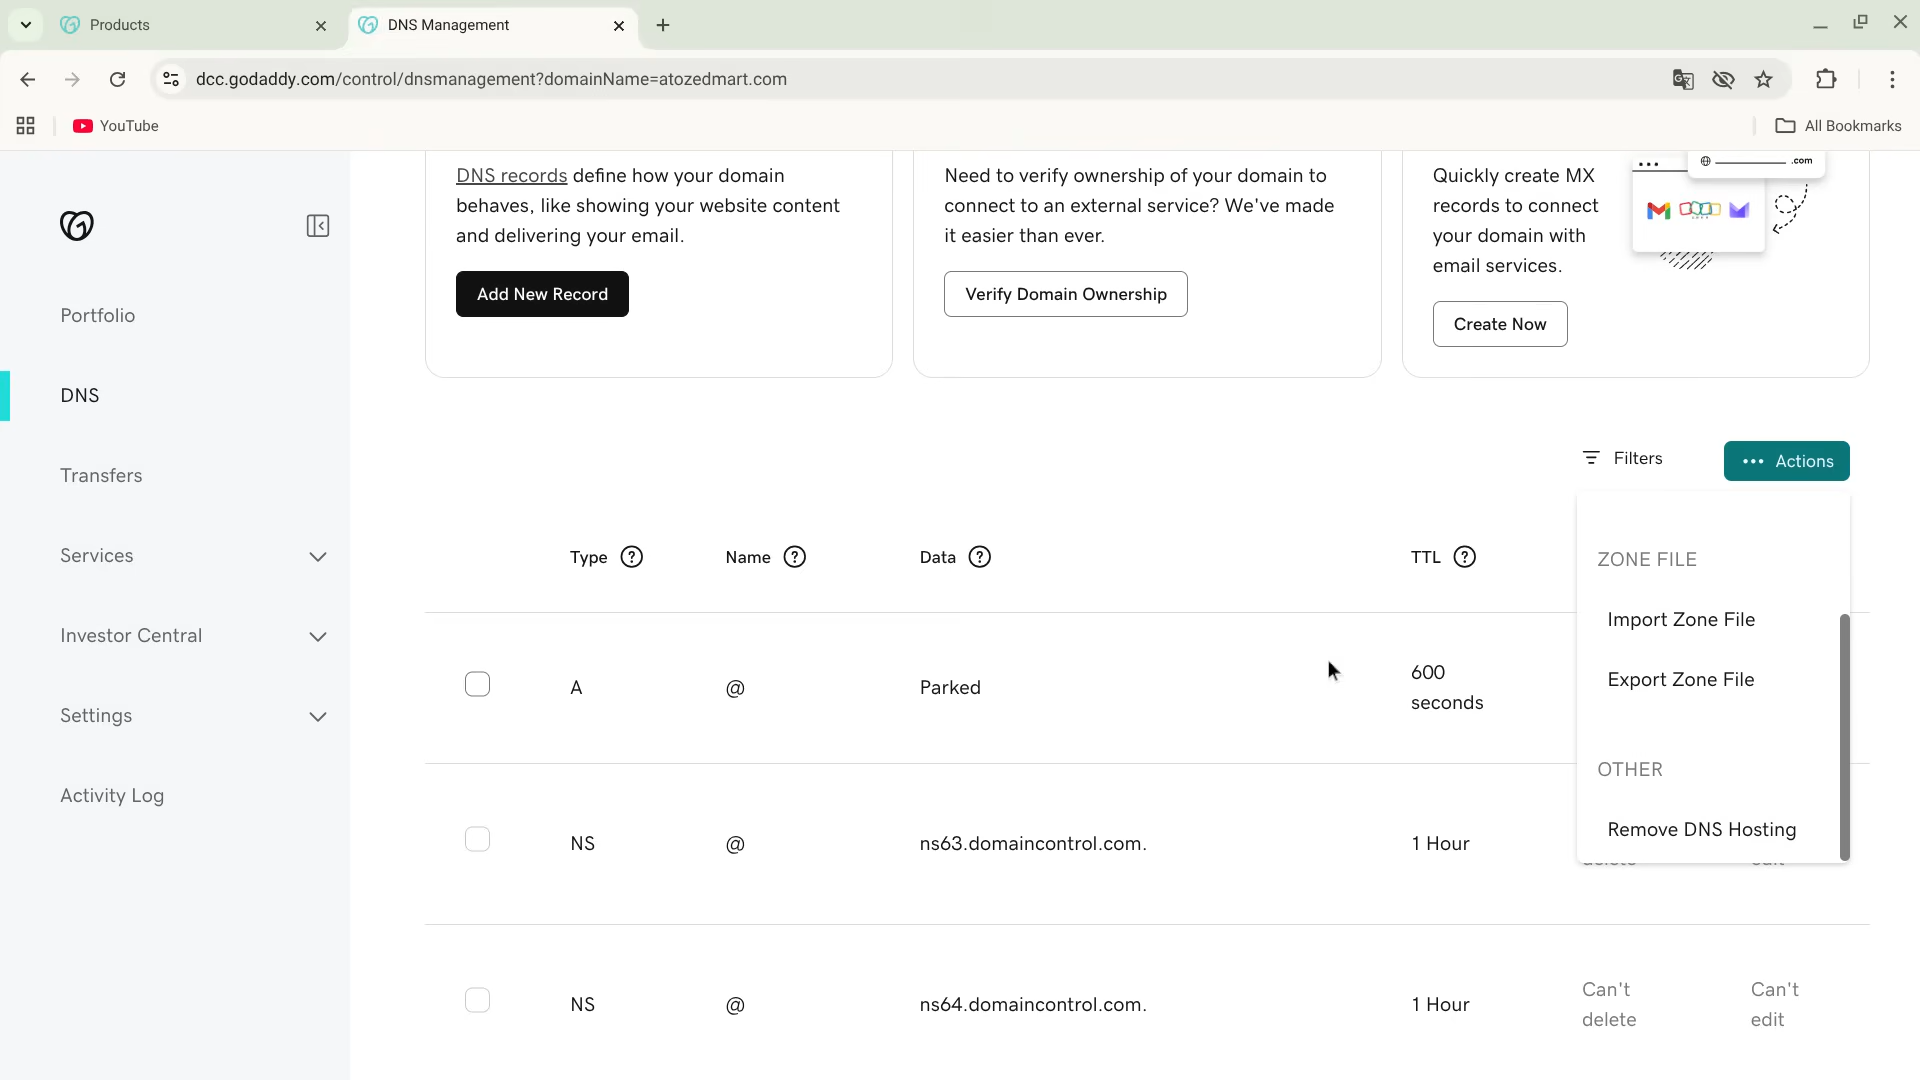 Products
DNS Management
dcc.godaddy.com/control/dnsmanagement?domainName=atozedmart.com
YouTube
All Bookmarks
.com
DNS records define how your domain
behaves, like showing your website content
and delivering your email.
Add New Record
Need to verify ownership of your domain to
connect to an external service? We've made
it easier than ever.
Verify Domain Ownership
Quickly create MX
records to connect
your domain with
email services.
Create Now
Portfolio
DNS
Transfers
Services
Investor Central
Settings
Activity Log
Filters
Actions
Type
Name
Data
TTL
ZONE FILE
Import Zone File
Export Zone File
OTHER
Remove DNS Hosting
A
@
Parked
600
seconds
NS
@
ns63.domaincontrol.com.
1 Hour
NS
@
ns64.domaincontrol.com.
1 Hour
Can't
delete
Can't
edit